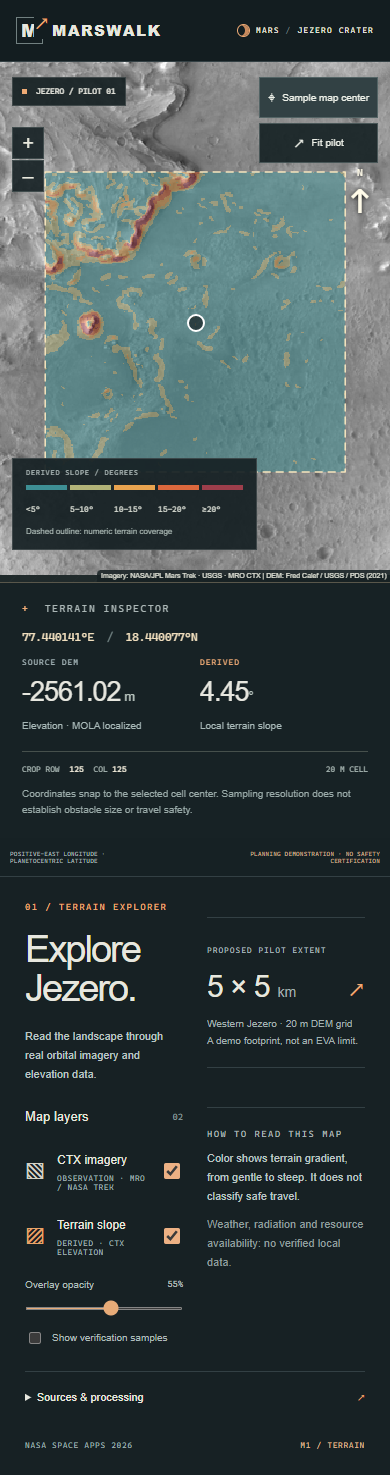 MARSWALK
MARS / JEZERO CRATER
JEZERO / PILOT 01
Sample map center
Fit pilot
+
−
N
DERIVED SLOPE / DEGREES
<5° 5–10° 10–15° 15–20° ≥20°
Dashed outline: numeric terrain coverage
Imagery: NASA/JPL Mars Trek · USGS · MRO CTX | DEM: Fred Calef / USGS / PDS (2021)
+ TERRAIN INSPECTOR
77.440141°E / 18.440077°N
SOURCE DEM
-2561.02 m
Elevation · MOLA localized
DERIVED
4.45°
Local terrain slope
CROP ROW 125 COL 125
20 M CELL
Coordinates snap to the selected cell center. Sampling resolution does not
establish obstacle size or travel safety.
POSITIVE-EAST LONGITUDE ·
PLANETOCENTRIC LATITUDE
PLANNING DEMONSTRATION · NO SAFETY
CERTIFICATION
01 / TERRAIN EXPLORER
Explore
Jezero.
Read the landscape through
real orbital imagery and
elevation data.
Map layers 02
CTX imagery
OBSERVATION · MRO
/ NASA TREK
Terrain slope
DERIVED · CTX
ELEVATION
Overlay opacity 55%
Show verification samples
PROPOSED PILOT EXTENT
5 × 5 km
↗
Western Jezero · 20 m DEM grid
A demo footprint, not an EVA limit.
HOW TO READ THIS MAP
Color shows terrain gradient,
from gentle to steep. It does not
classify safe travel.
Weather, radiation and resource
availability: no verified local
data.
Sources & processing ↗
NASA SPACE APPS 2026
M1 / TERRAIN